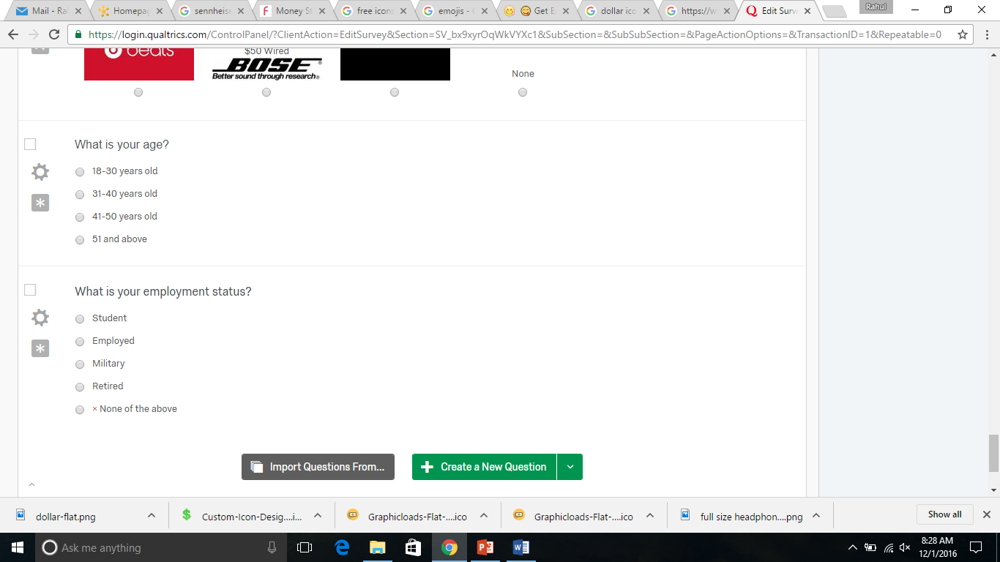 Mail - Ra
Homepag
sennheise
Money St
free icons
emojis - G
Get E
dollar ico
https://w
Edit Surve
Rahul
https://login.qualtrics.com/ControlPanel/?ClientAction=EditSurvey&Section=SV_bx9xyrOqWkVYXc1&SubSection=&SubSubSection=&PageActionOptions=&TransactionID=1&Repeatable=0
beats
$50 Wired
BOSE®
Better sound through research®
None
What is your age?
18-30 years old
31-40 years old
41-50 years old
51 and above
What is your employment status?
Student
Employed
Military
Retired
× None of the above
Import Questions From...
Create a New Question
dollar-flat.png
Custom-Icon-Desig....i...
Graphicloads-Flat-....ico
Graphicloads-Flat-....ico
full size headphon....png
Show all
Ask me anything
8:28 AM
12/1/2016